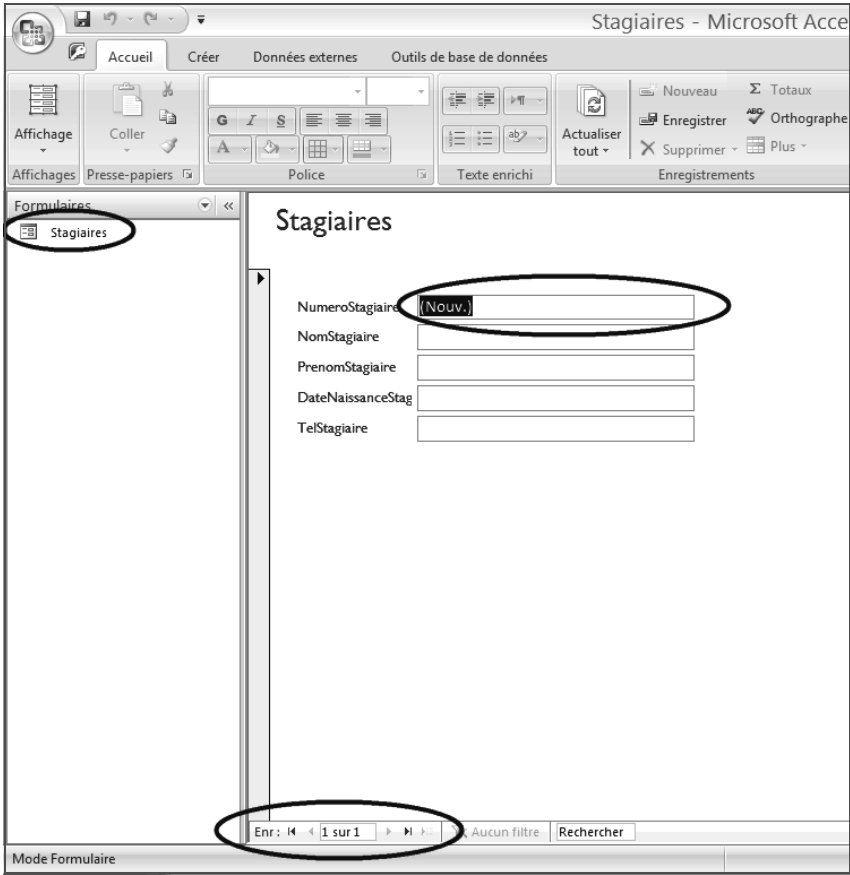 Stagiaires - Microsoft Acce
Accueil Créer Données externes Outils de base de données
Affichage
Coller
G I S
A
ab
Actualiser
tout
Nouveau
Enregistrer
Supprimer
Σ Totaux
ABC Orthographe
Plus
Affichages Presse-papiers Police Texte enrichi Enregistrements
Formulaires
Stagiaires
Stagiaires
NumeroStagiaire (Nouv.)
NomStagiaire
PrenomStagiaire
DateNaissanceStag
TelStagiaire
Enr : 1 sur 1 Aucun filtre Rechercher
Mode Formulaire